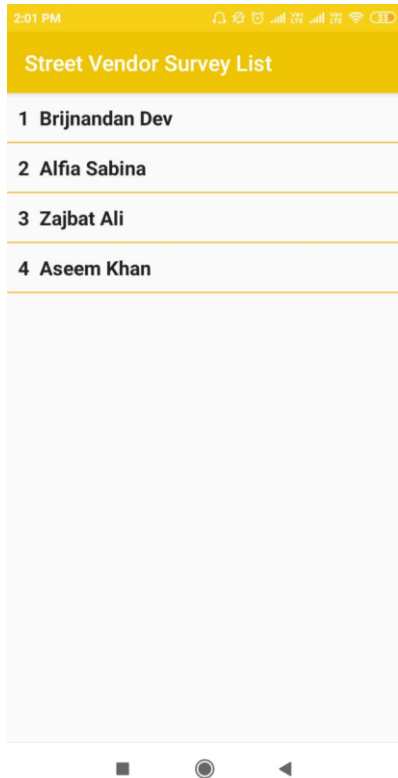 2:01 PM
Street Vendor Survey List
1 Brijnandan Dev
2 Alfia Sabina
3 Zajbat Ali
4 Aseem Khan